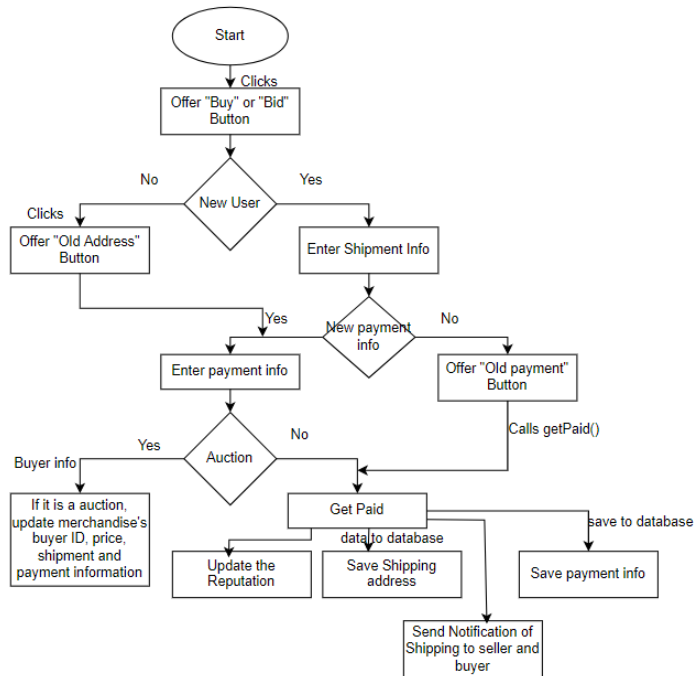 Start
Clicks
Offer "Buy" or "Bid"
Button
No
Yes
New User
Clicks
Offer "Old Address"
Button
Enter Shipment Info
Yes
New payment
info
No
Enter payment info
Offer "Old payment"
Button
Calls getPaid()
Yes
No
Buyer info
Auction
If it is a auction,
update merchandise's
buyer ID, price,
shipment and
payment information
Get Paid
save to database
data to database
Update the
Reputation
Save Shipping
address
Save payment info
Send Notification of
Shipping to seller and
buyer